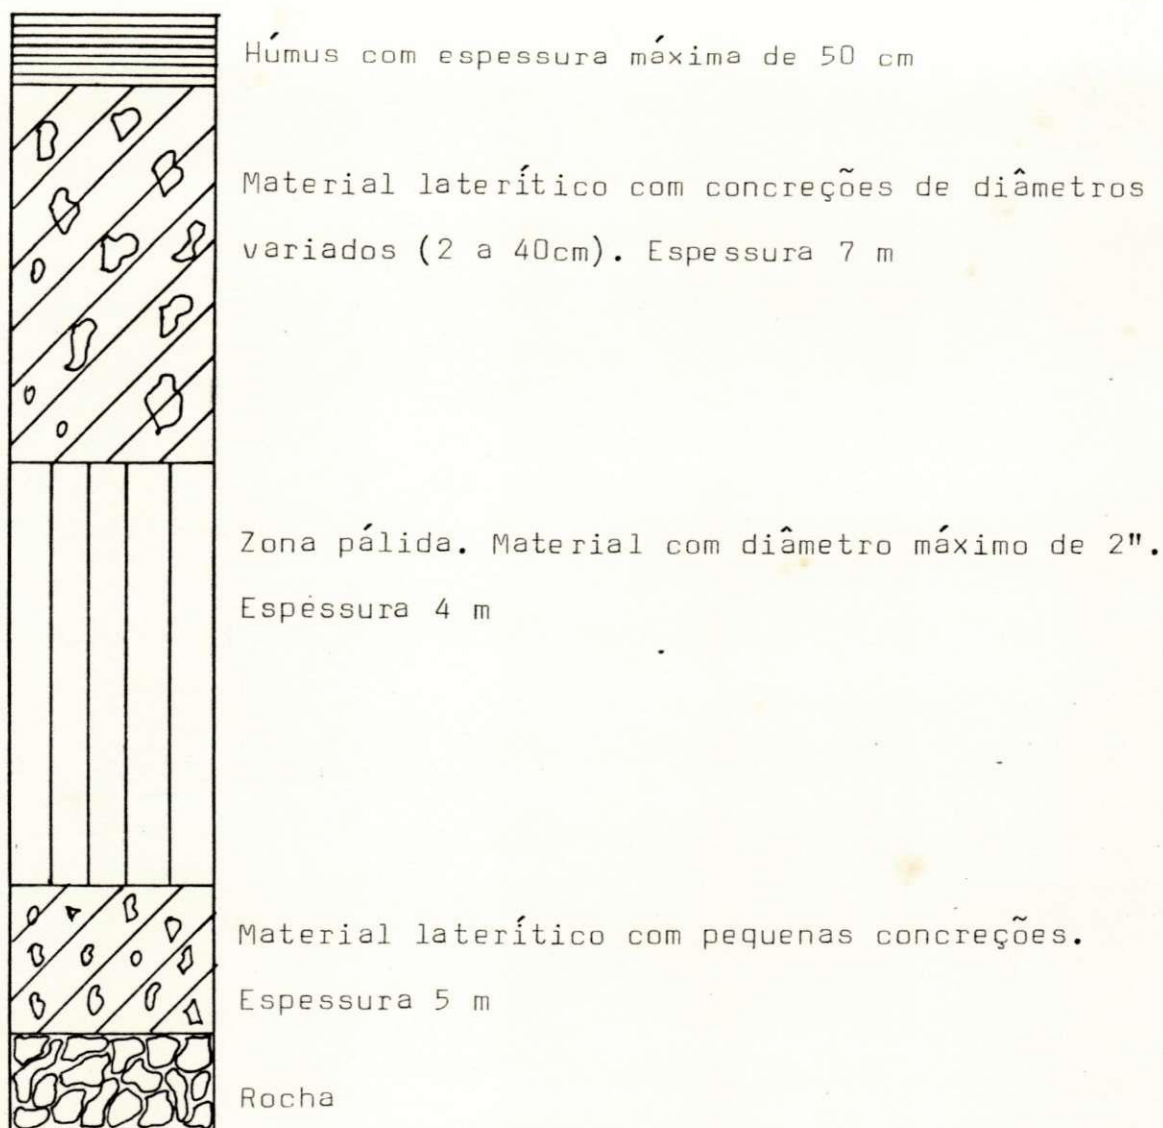 Húmus com espessura máxima de 50 cm
Material laterítico com concreções de diâmetros
variados (2 a 40cm). Espessura 7 m
Zona pálida. Material com diâmetro máximo de 2".
Espessura 4 m
Material laterítico com pequenas concreções.
Espessura 5 m
Rocha